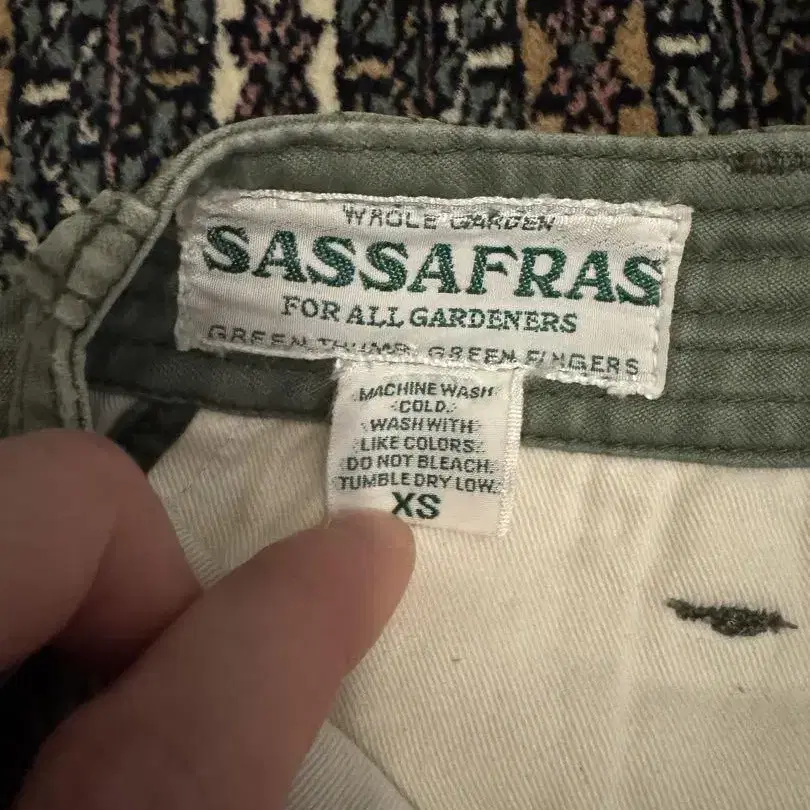 WHOLE GARDEN
SASSAFRAS
FOR ALL GARDENERS
GREEN THUMB GREEN FINGERS
MACHINE WASH
COLD.
WASH WITH
LIKE COLORS.
DO NOT BLEACH.
TUMBLE DRY LOW.
XS